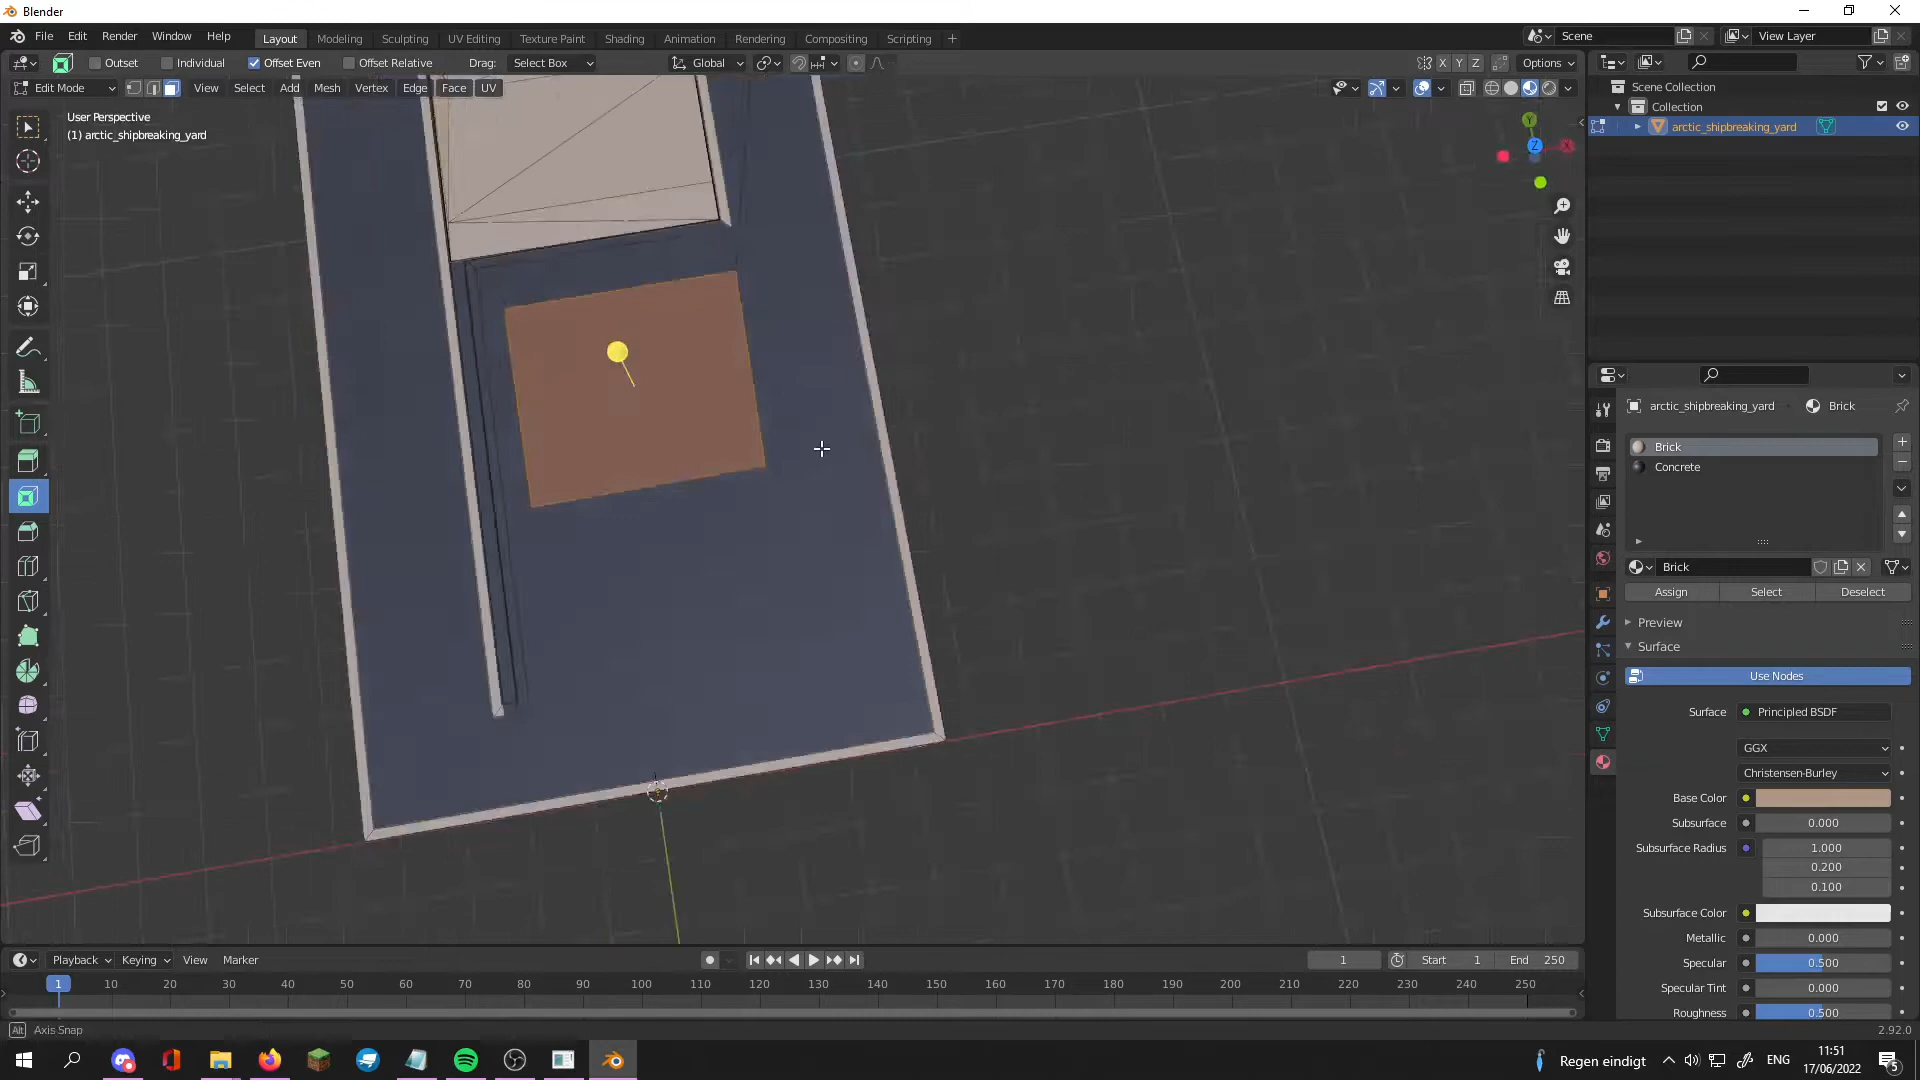 Blender
File Edit Render Window Help
Layout Modeling Sculpting UV Editing Texture Paint Shading Animation Rendering Compositing Scripting +
Scene
View Layer
Outset Individual Offset Even Offset Relative Drag: Select Box
Global
X Y Z Options
Edit Mode View Select Add Mesh Vertex Edge Face UV
User Perspective
(1) arctic_shipbreaking_yard
Y
Z
X
Scene Collection
Collection
arctic_shipbreaking_yard
arctic_shipbreaking_yard Brick
Brick
Concrete
Brick
Assign Select Deselect
Preview
Surface
Use Nodes
Surface Principled BSDF
GGX
Christensen-Burley
Base Color
Subsurface 0.000
Subsurface Radius 1.000
0.200
0.100
Subsurface Color
Metallic 0.000
Specular 0.500
Specular Tint 0.000
Roughness 0.500
Playback Keying View Marker
1 Start 1 End 250
1 10 20 30 40 50 60 70 80 90 100 110 120 130 140 150 160 170 180 190 200 210 220 230 240 250
Alt Axis Snap
2.92.0
Regen eindigt
ENG
11:51
17/06/2022
5